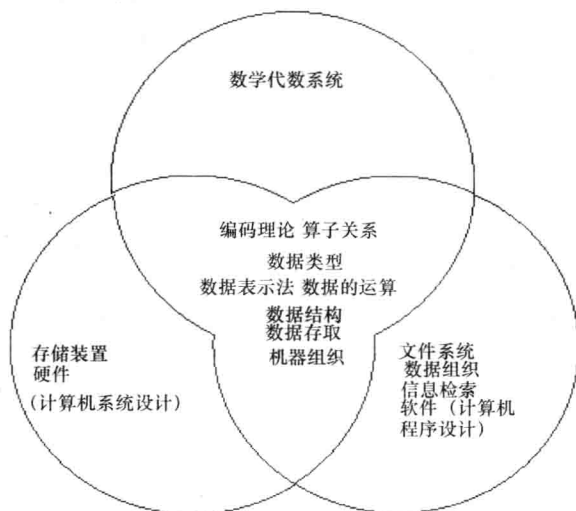 数学代数系统
编码理论 算子关系
数据类型
数据表示法 数据的运算
数据结构
数据存取
机器组织
存储装置
硬件
(计算机系统设计)
文件系统
数据组织
信息检索
软件（计算机
程序设计）